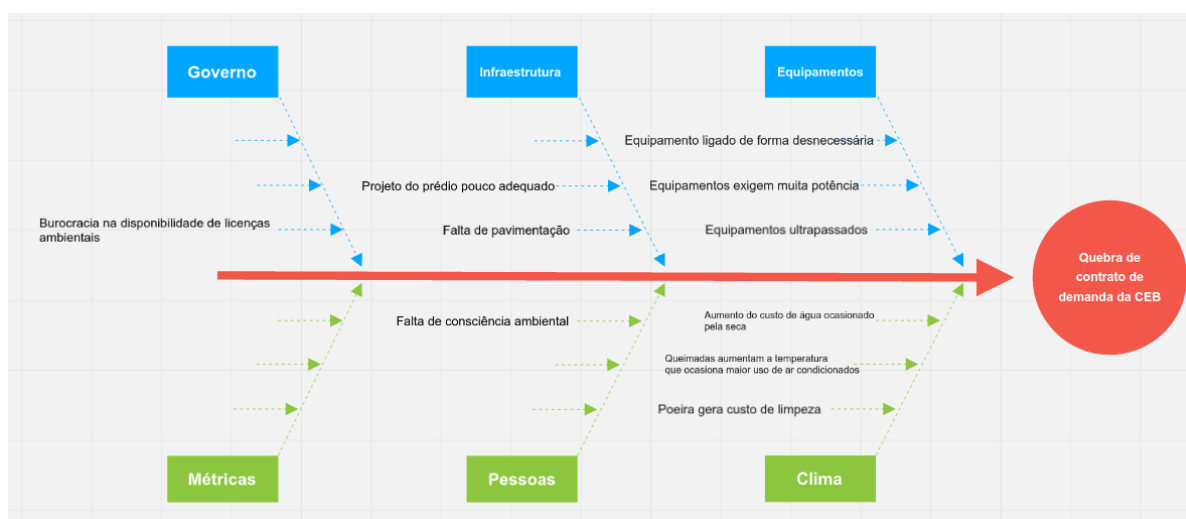 Governo
Infraestrutura
Equipamentos
Equipamento ligado de forma desnecessária
Projeto do prédio pouco adequado
Equipamentos exigem muita potência
Burocracia na disponibilidade de licenças
ambientais
Falta de pavimentação
Equipamentos ultrapassados
Quebra de
contrato de
demanda da CEB
Falta de consciência ambiental
Aumento do custo de água ocasionado
pela seca
Queimadas aumentam a temperatura
que ocasiona maior uso de ar condicionados
Poeira gera custo de limpeza
Métricas
Pessoas
Clima